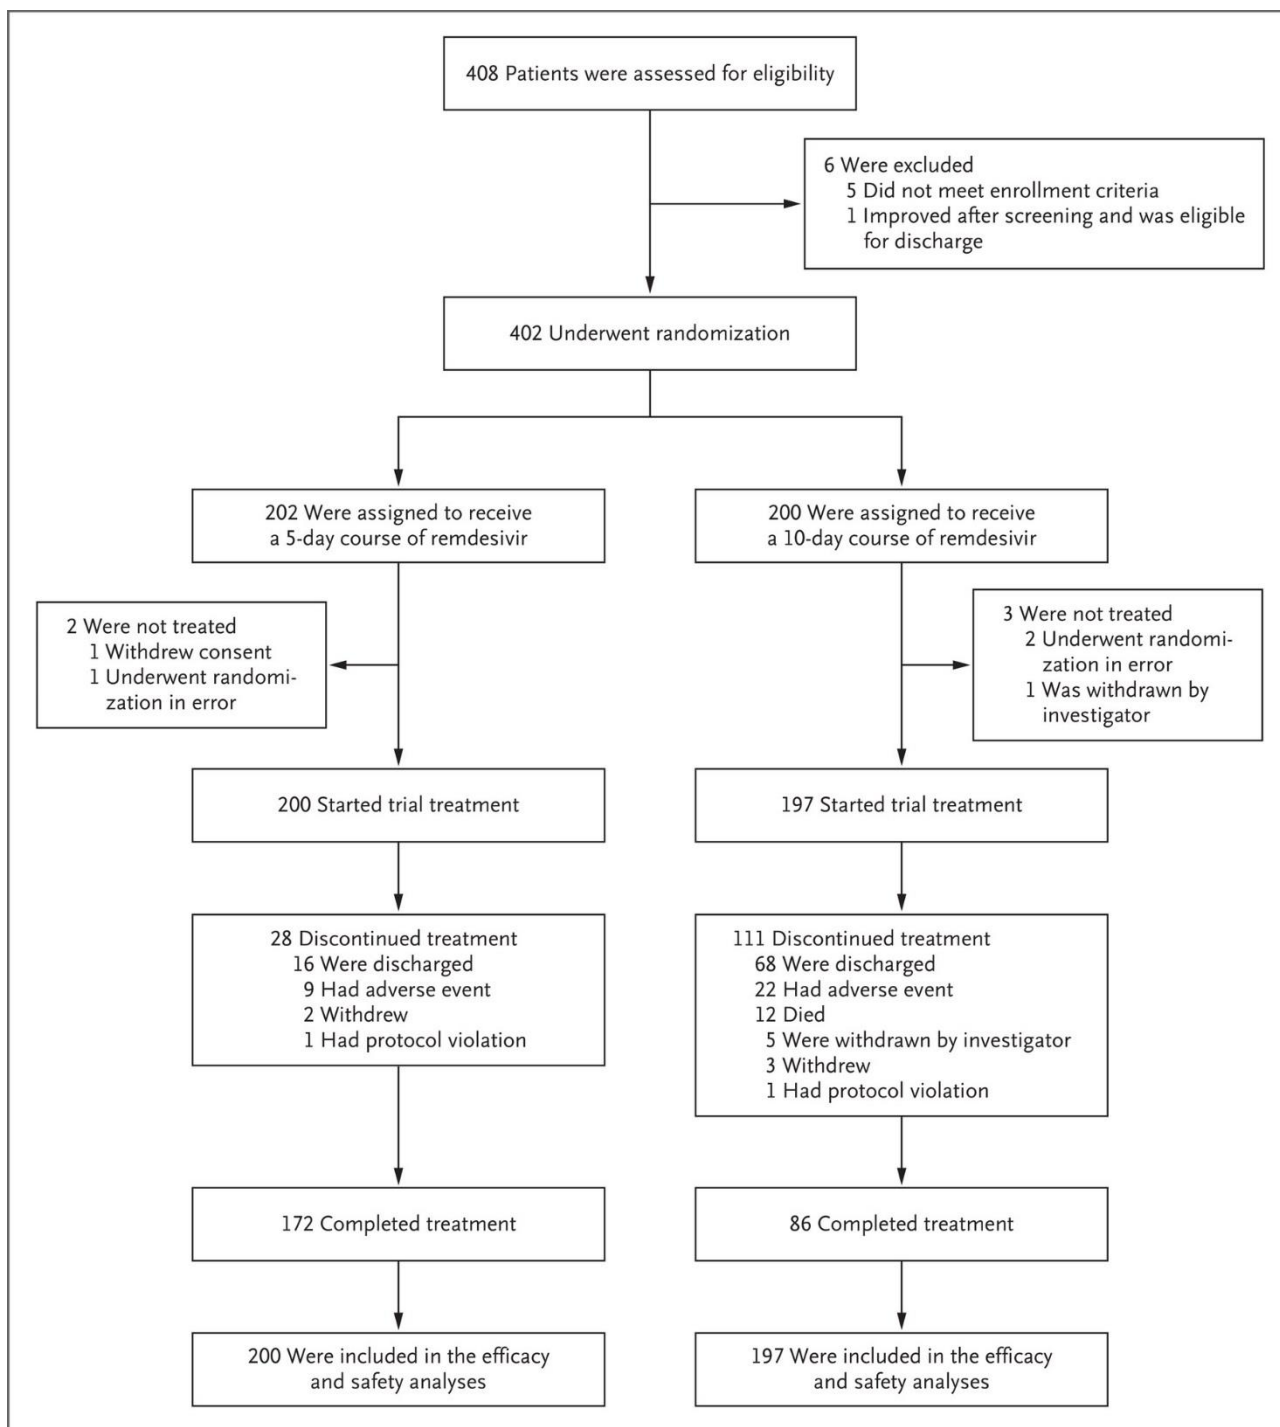 408 Patients were assessed for eligibility
6 Were excluded
5 Did not meet enrollment criteria
1 Improved after screening and was eligible
for discharge
402 Underwent randomization
202 Were assigned to receive
a 5-day course of remdesivir
200 Were assigned to receive
a 10-day course of remdesivir
2 Were not treated
1 Withdrew consent
1 Underwent randomi-
zation in error
3 Were not treated
2 Underwent randomi-
zation in error
1 Was withdrawn by
investigator
200 Started trial treatment
197 Started trial treatment
28 Discontinued treatment
16 Were discharged
9 Had adverse event
2 Withdrew
1 Had protocol violation
111 Discontinued treatment
68 Were discharged
22 Had adverse event
12 Died
5 Were withdrawn by investigator
3 Withdrew
1 Had protocol violation
172 Completed treatment
86 Completed treatment
200 Were included in the efficacy
and safety analyses
197 Were included in the efficacy
and safety analyses